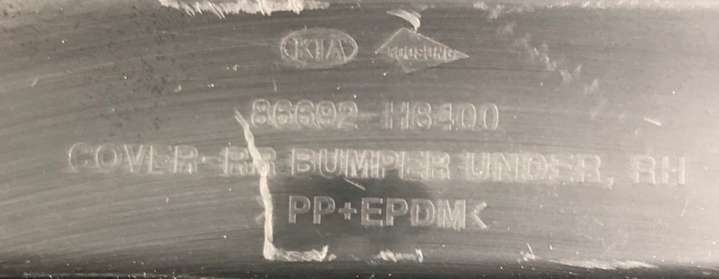 KIA
86692-H8400
COVER-RR BUMPER UNDER, RH
>PP+EPDM<